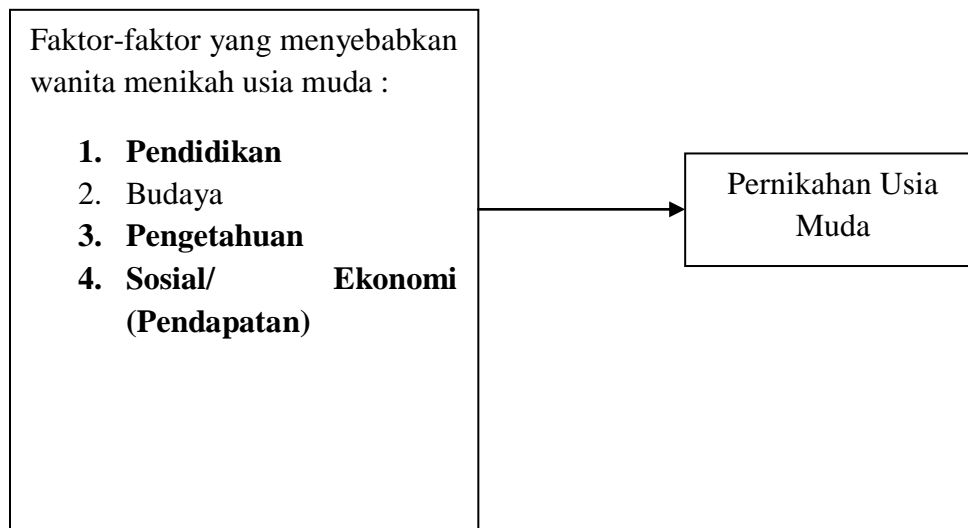 Faktor-faktor yang menyebabkan
wanita menikah usia muda :
1. Pendidikan
2. Budaya
3. Pengetahuan
4. Sosial/ Ekonomi
(Pendapatan)
Pernikahan Usia
Muda